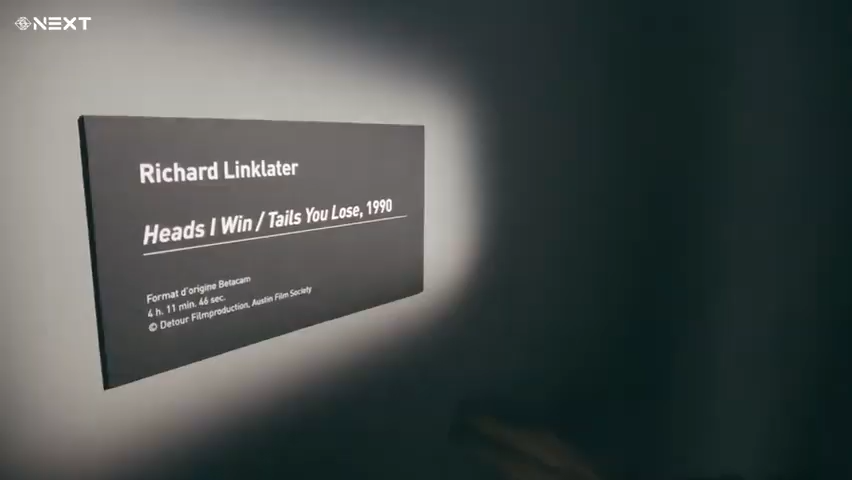 NEXT
Richard Linklater
Heads I Win / Tails You Lose, 1990
Format d'origine Betacam
4 h. 11 min. 46 sec.
© Detour Filmproduction, Austin Film Society